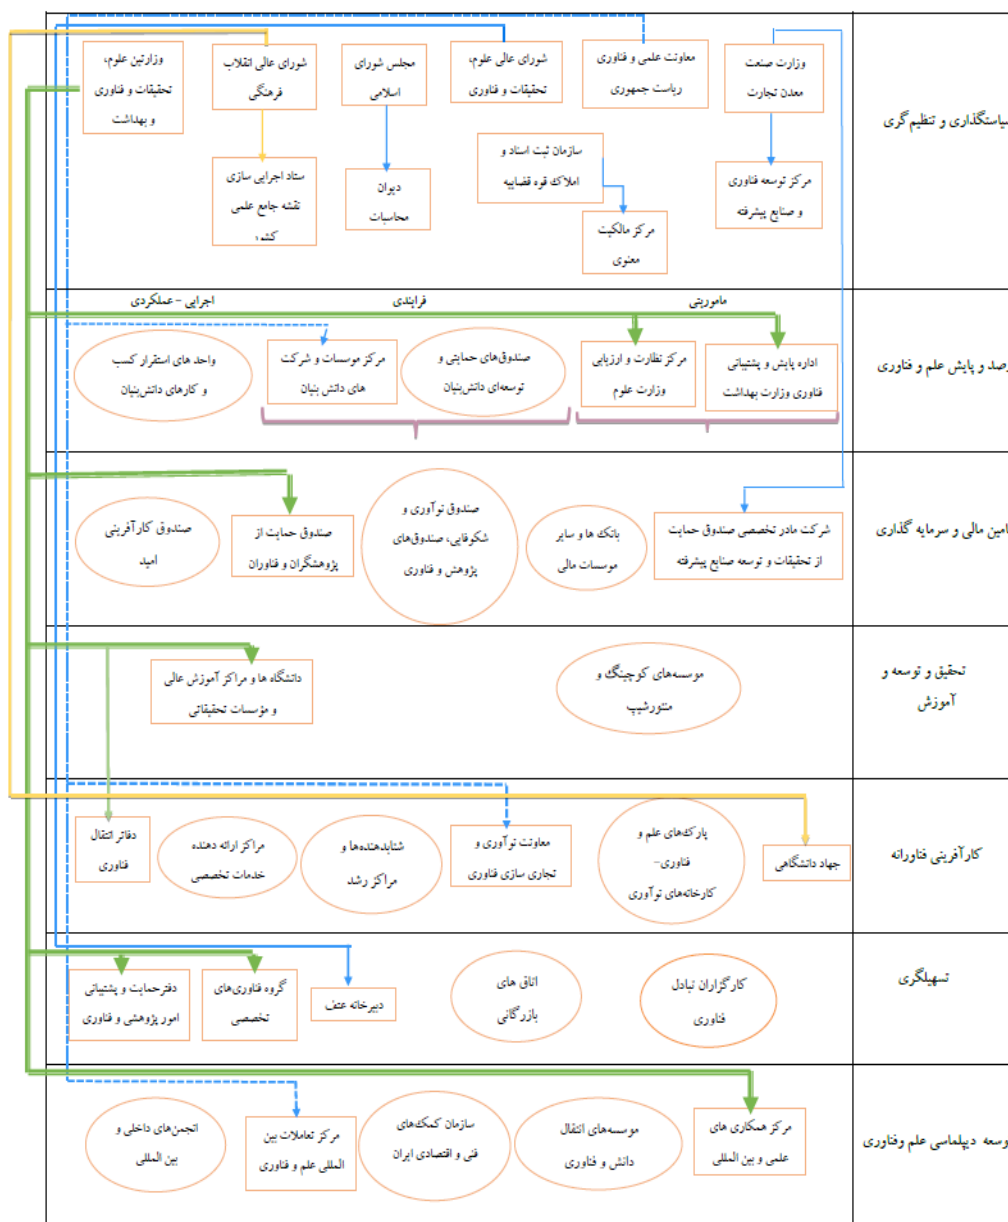 سیاستگذاری و تنظیم‌گری
وزارت صنعت
معدن تجارت
معاونت علمی و فناوری
ریاست جمهوری
شورای عالی علوم،
تحقیقات و فناوری
مجلس شورای
اسلامی
شورای عالی انقلاب
فرهنگی
وزارتین علوم،
تحقیقات و فناوری
و بهداشت
مرکز توسعه فناوری
و صنایع پیشرفته
سازمان ثبت اسناد و
املاک قوه قضاییه
مرکز مالکیت
معنوی
دیوان
محاسبات
ستاد اجرایی سازی
نقشه جامع علمی
کشور
رصد و پایش علم و فناوری
ماموریتی
فرایندی
اجرایی – عملکردی
اداره پایش و پشتیبانی
فناوری وزارت بهداشت
مرکز نظارت و ارزیابی
وزارت علوم
صندوق‌های حمایتی و
توسعه‌ای دانش‌بنیان
مرکز موسسات و شرکت
های دانش بنیان
واحد های استقرار کسب
و کارهای دانش‌بنیان
تامین مالی و سرمایه گذاری
شرکت مادر تخصصی صندوق حمایت
از تحقیقات و توسعه صنایع پیشرفته
بانک ها و سایر
موسسات مالی
صندوق نوآوری و
شکوفایی، صندوق‌های
پژوهش و فناوری
صندوق حمایت از
پژوهشگران و فناوران
صندوق کارآفرینی
امید
تحقیق و توسعه و
آموزش
موسسه‌های کوچینگ و
منتورشیپ
دانشگاه ها و مراکز آموزش عالی
و مؤسسات تحقیقاتی
کارآفرینی فناورانه
جهاد دانشگاهی
پارک‌های علم و
فناوری–
کارخانه‌های نوآوری
معاونت نوآوری و
تجاری سازی فناوری
شتابدهنده‌ها و
مراکز رشد
مراکز ارائه دهنده
خدمات تخصصی
دفاتر انتقال
فناوری
تسهیلگری
کارگزاران تبادل
فناوری
اتاق های
بازرگانی
دبیرخانه عتف
گروه فناوری‌های
تخصصی
دفترحمایت و پشتیبانی
امور پژوهشی و فناوری
توسعه دیپلماسی علم وفناوری
مرکز همکاری های
علمی و بین المللی
موسسه‌های انتقال
دانش و فناوری
سازمان کمک‌های
فنی و اقتصادی ایران
مرکز تعاملات بین
المللی علم و فناوری
انجمن‌های داخلی و
بین المللی